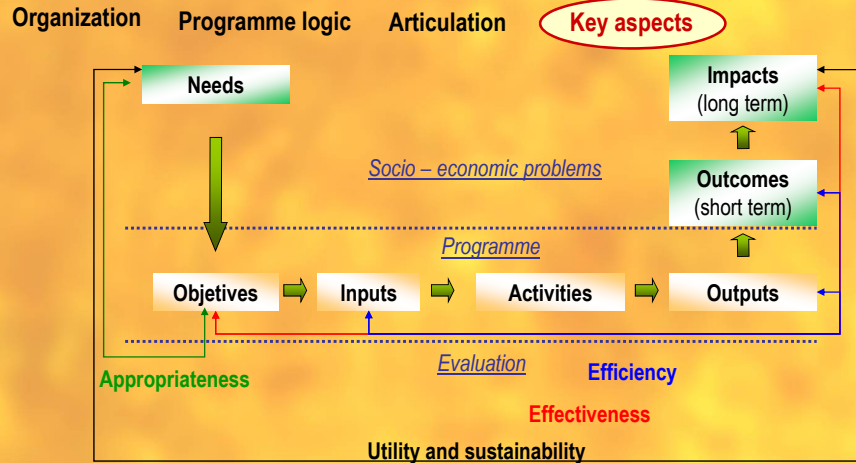 Organization Programme logic Articulation Key aspects
Needs
Impacts
(long term)
Socio – economic problems
Outcomes
(short term)
Programme
Objetives Inputs Activities Outputs
Evaluation
Appropriateness
Efficiency
Effectiveness
Utility and sustainability